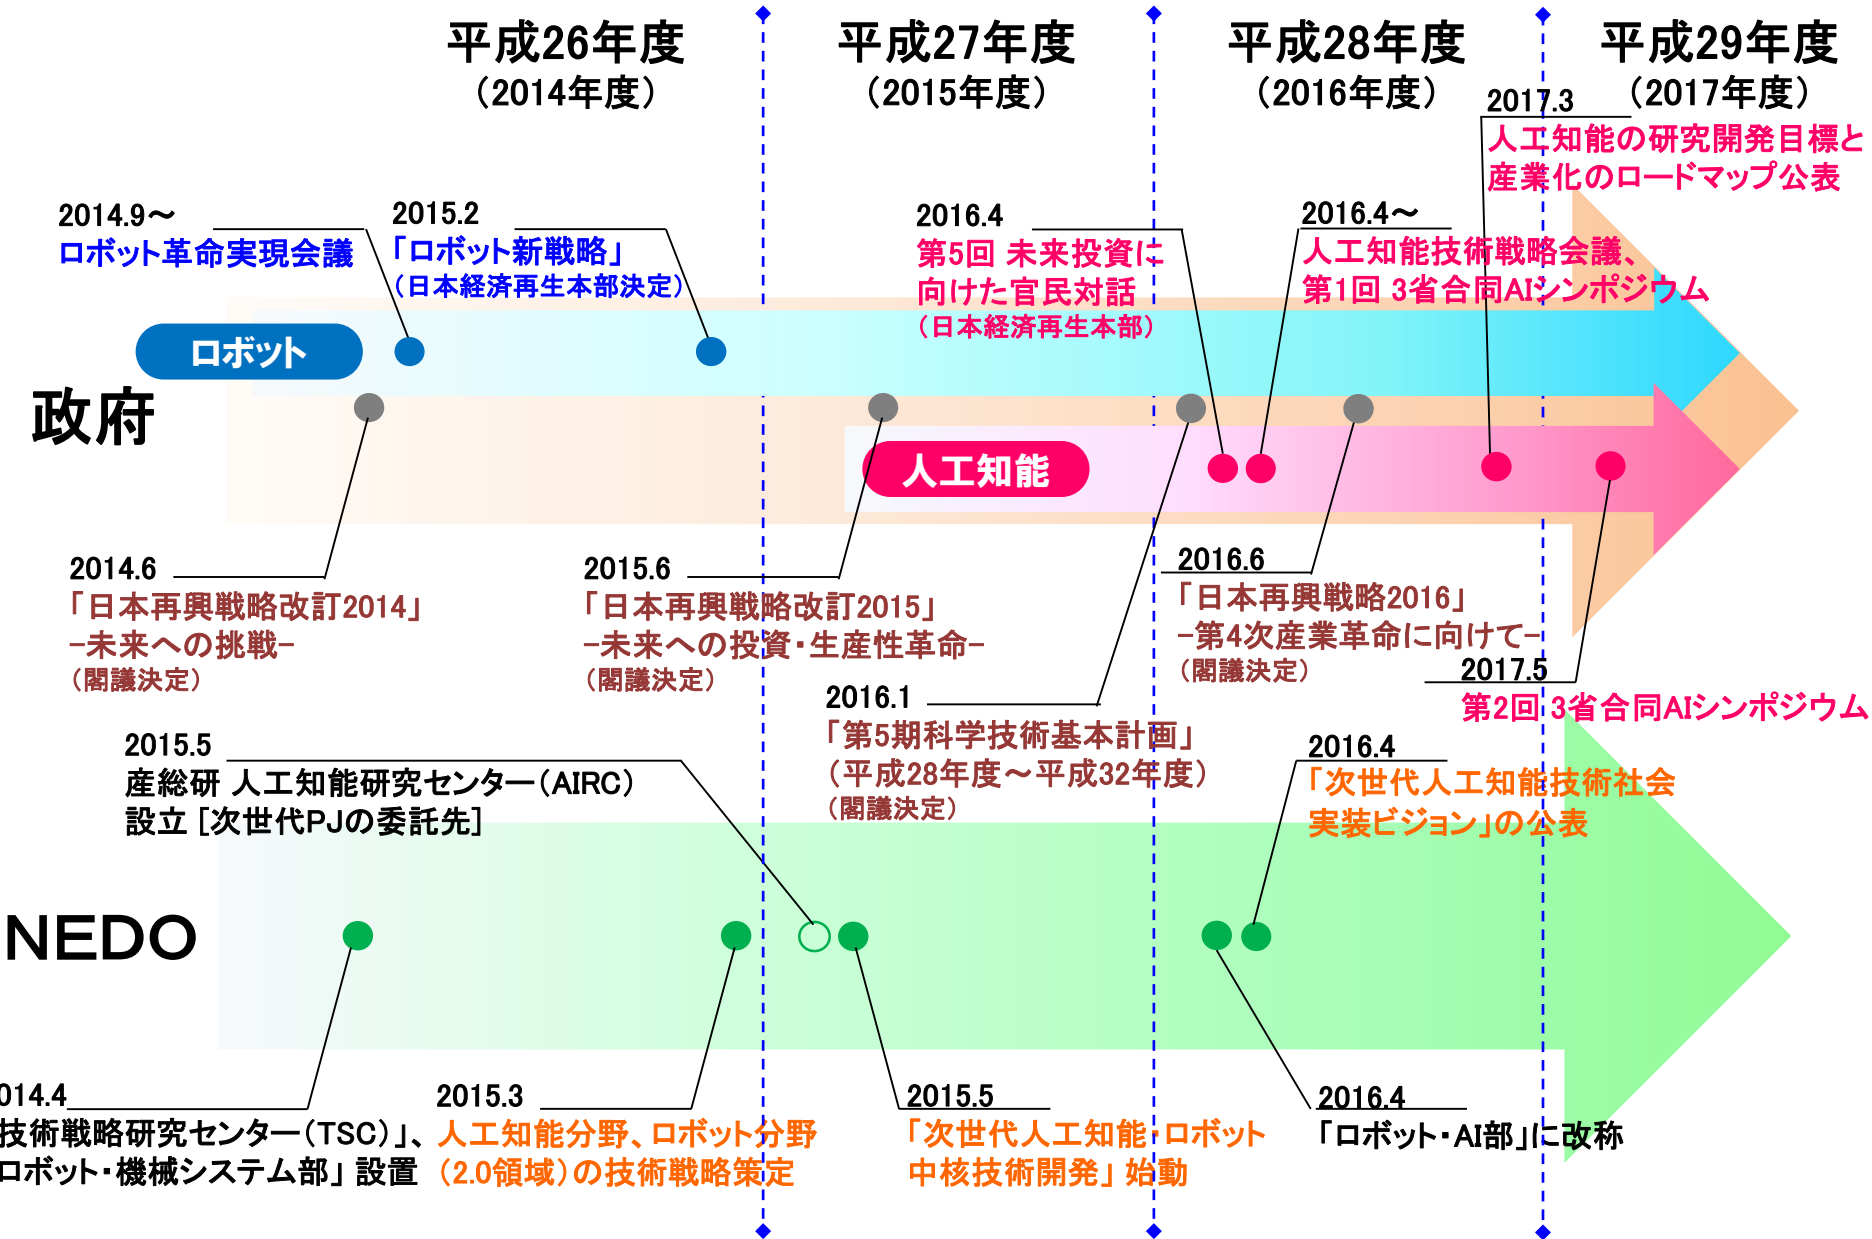 平成26年度
（2014年度）
平成27年度
（2015年度）
平成28年度
（2016年度）
平成29年度
（2017年度）
2017.3
人工知能の研究開発目標と
産業化のロードマップ公表
2014.9～
ロボット革命実現会議
2015.2
「ロボット新戦略」
（日本経済再生本部決定）
2016.4
第5回 未来投資に
向けた官民対話
（日本経済再生本部）
2016.4～
人工知能技術戦略会議、
第1回 3省合同AIシンポジウム
ロボット
政府
人工知能
2014.6
「日本再興戦略改訂2014」
-未来への挑戦-
（閣議決定）
2015.6
「日本再興戦略改訂2015」
-未来への投資・生産性革命-
（閣議決定）
2016.1
「第5期科学技術基本計画」
（平成28年度～平成32年度）
（閣議決定）
2016.6
「日本再興戦略2016」
-第4次産業革命に向けて-
（閣議決定）
2017.5
第2回 3省合同AIシンポジウム
2015.5
産総研 人工知能研究センター（AIRC）
設立 [次世代PJの委託先]
2016.4
「次世代人工知能技術社会
実装ビジョン」の公表
NEDO
014.4
技術戦略研究センター（TSC）」、
ロボット・機械システム部」 設置
2015.3
人工知能分野、ロボット分野
（2.0領域）の技術戦略策定
2015.5
「次世代人工知能・ロボット
中核技術開発」 始動
2016.4
「ロボット・AI部」に改称